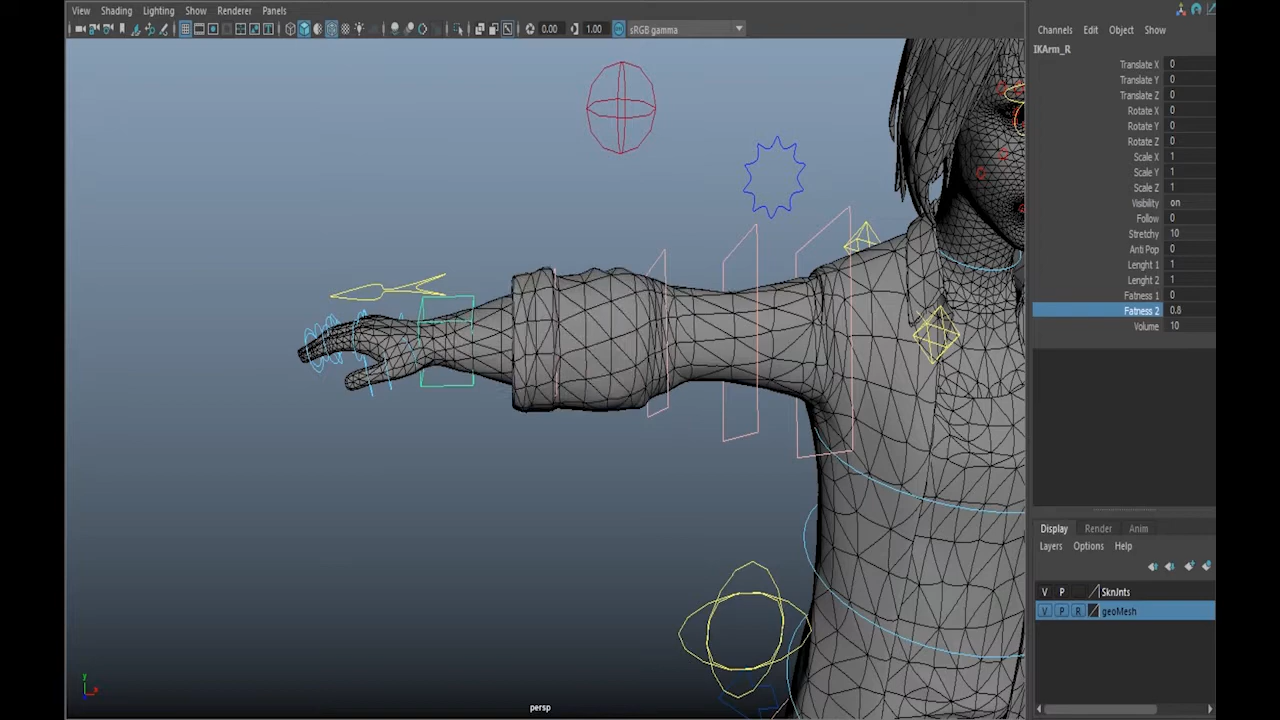 View Shading Lighting Show Renderer Panels
0.00 1.00 sRGB gamma
Channels Edit Object Show
IKArm_R
Translate X 0
Translate Y 0
Translate Z 0
Rotate X 0
Rotate Y 0
Rotate Z 0
Scale X 1
Scale Y 1
Scale Z 1
Visibility on
Follow 0
Stretchy 10
Anti Pop 0
Lenght 1 1
Lenght 2 1
Fatness 1 0
Fatness 2 0.8
Volume 10
Display Render Anim
Layers Options Help
V P SknJnts
V P R geoMesh
y
x
persp